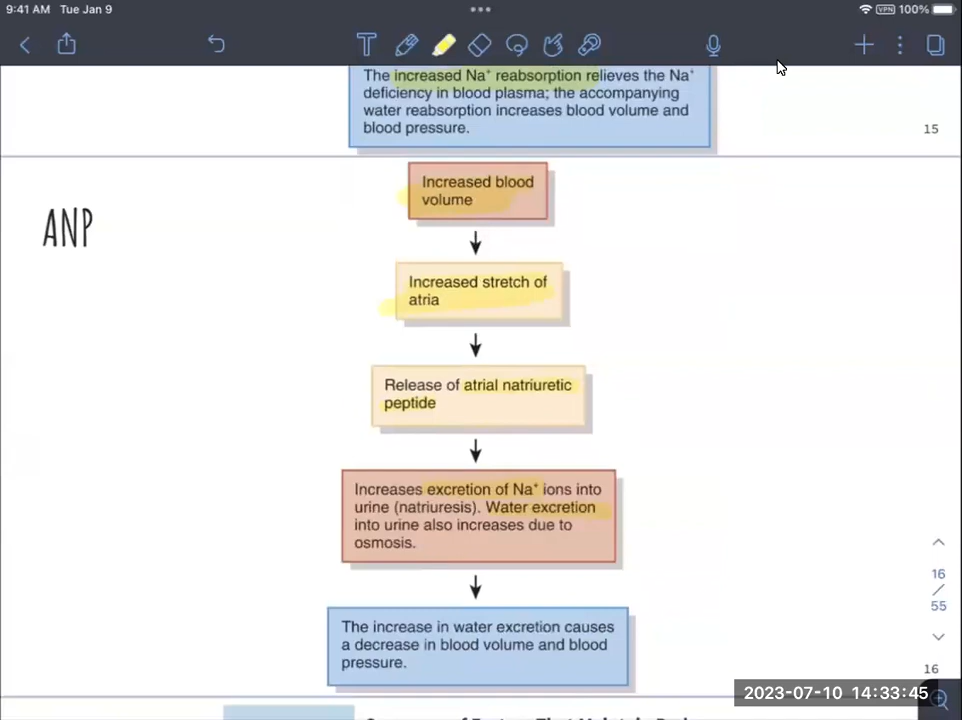 9:41 AM Tue Jan 9
VPN 100%
The increased Na⁺ reabsorption relieves the Na⁺
deficiency in blood plasma; the accompanying
water reabsorption increases blood volume and
blood pressure.
15
ANP
Increased blood
volume
Increased stretch of
atria
Release of atrial natriuretic
peptide
Increases excretion of Na⁺ ions into
urine (natriuresis). Water excretion
into urine also increases due to
osmosis.
16
/
55
The increase in water excretion causes
a decrease in blood volume and blood
pressure.
16
2023-07-10 14:33:45